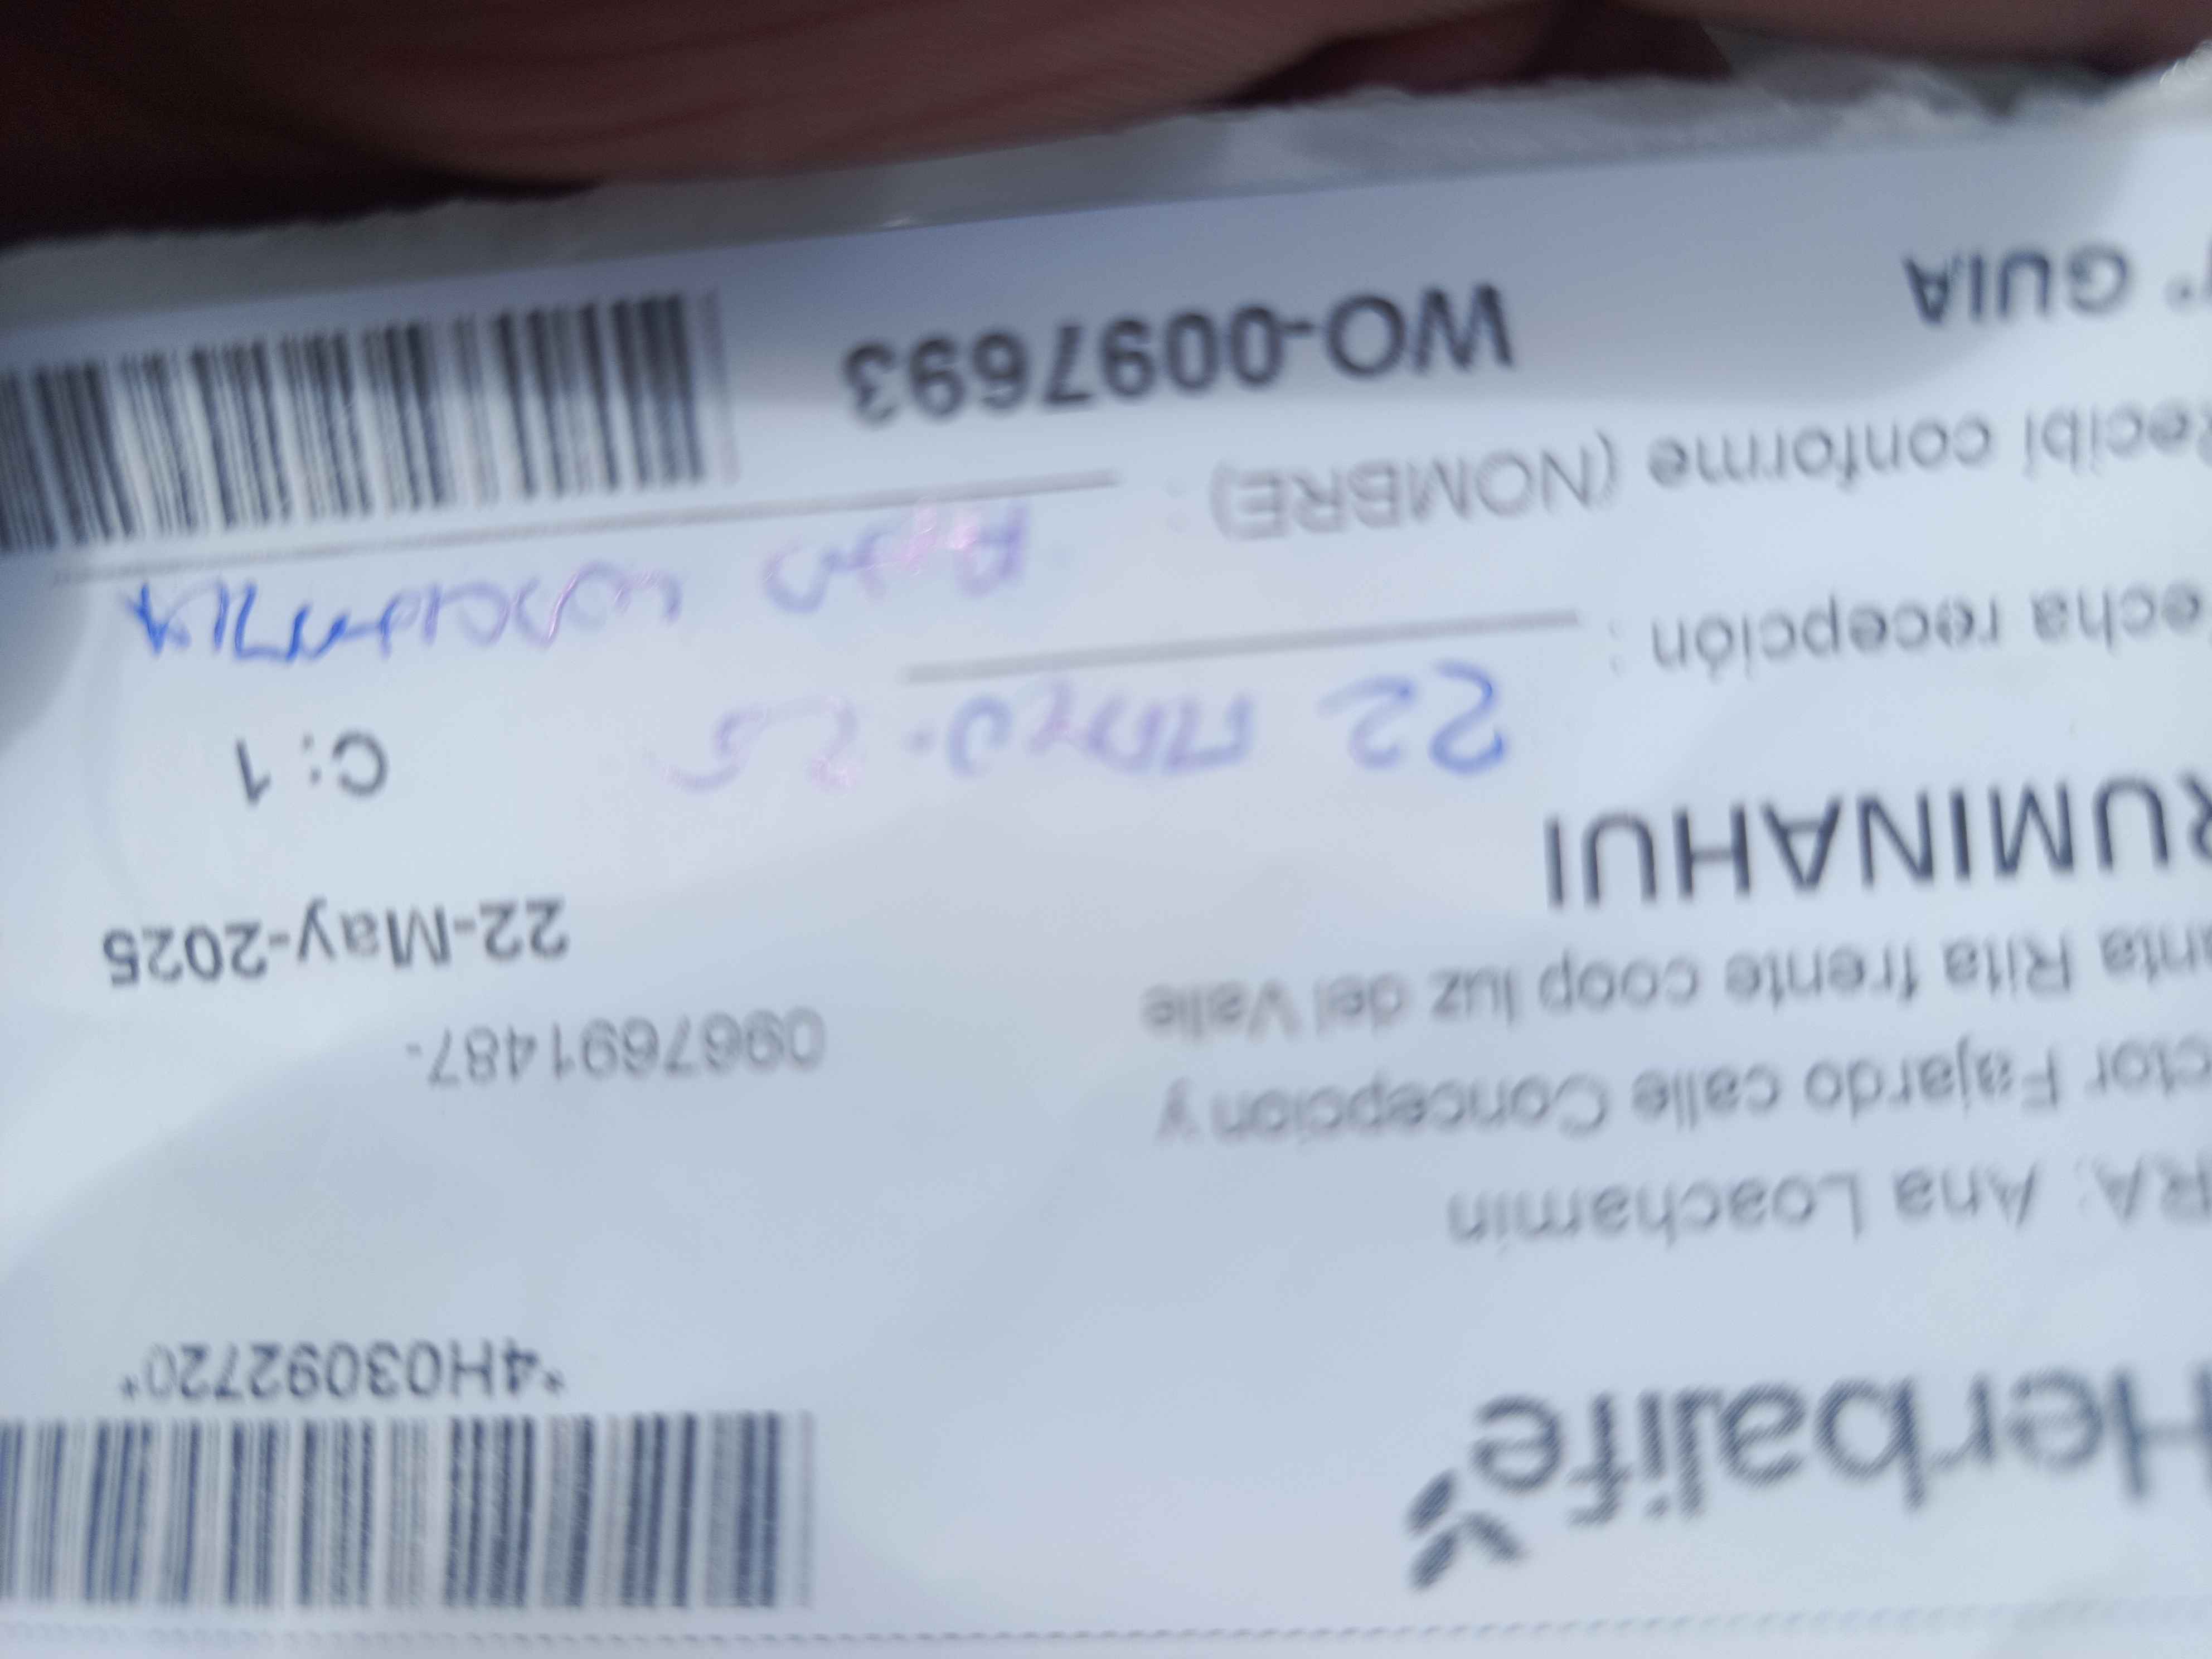 Herbalife
*4H03092720*
RA: Ana Loachamin
ctor Fajardo calle Concepcion y
0967691487-
nta Rita frente coop luz del Valle
22-May-2025
RUMINAHUI
C: 1
echa recepción : 22 MAYO. 25
ecibí conforme (NOMBRE) :
° GUIA WO-0097693